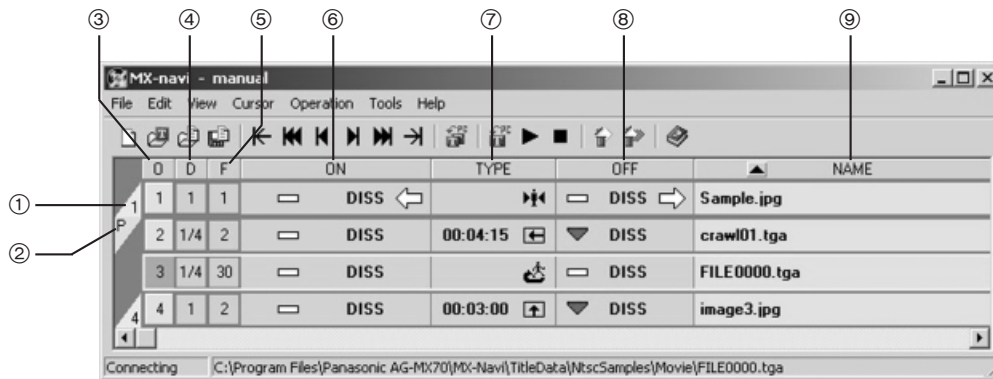 ③ ④ ⑤ ⑥ ⑦ ⑧ ⑨
MX-navi - manual
File Edit View Cursor Operation Tools Help
O D F ON TYPE OFF NAME
① 1 1 1 1 DISS DISS Sample.jpg
② P 2 1/4 2 DISS 00:04:15 DISS crawl01.tga
3 1/4 30 DISS DISS FILE0000.tga
4 4 1 2 DISS 00:03:00 DISS image3.jpg
Connecting C:\Program Files\Panasonic AG-MX70\MX-Navi\TitleData\NtscSamples\Movie\FILE0000.tga